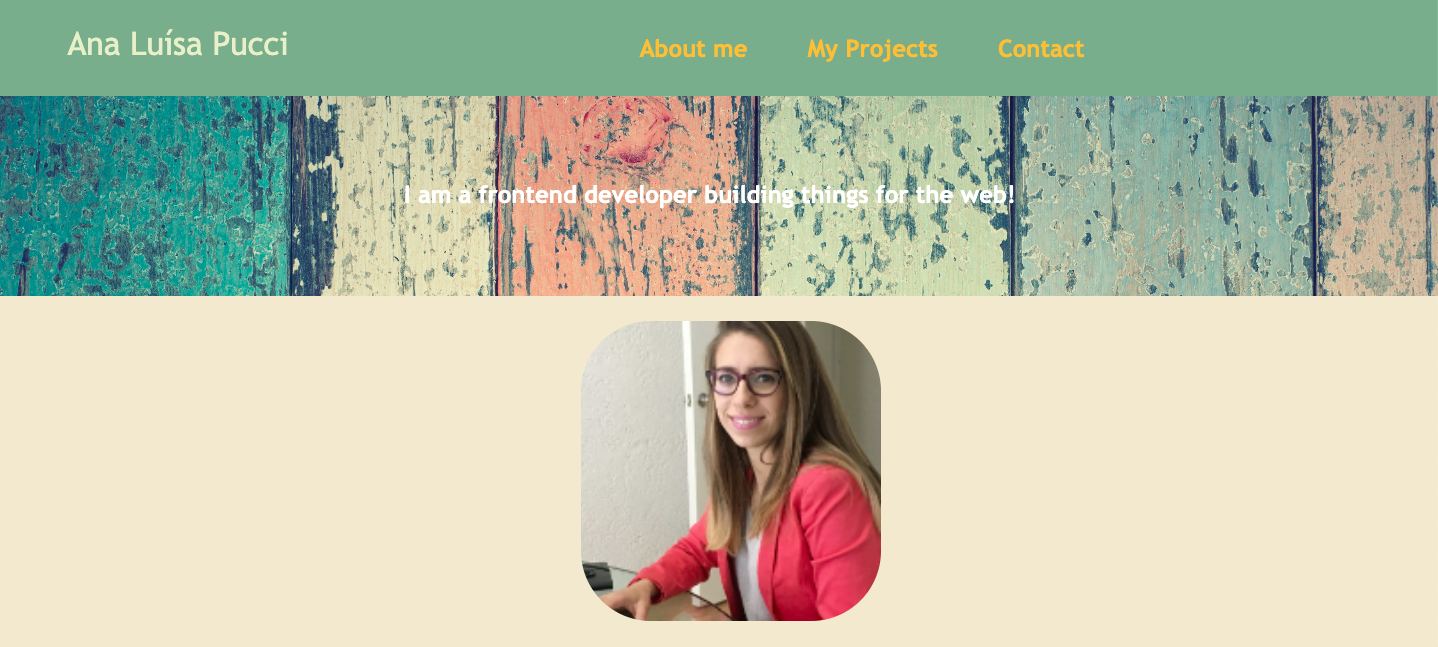 Ana Luísa Pucci
About me
My Projects
Contact
I am a frontend developer building things for the web!